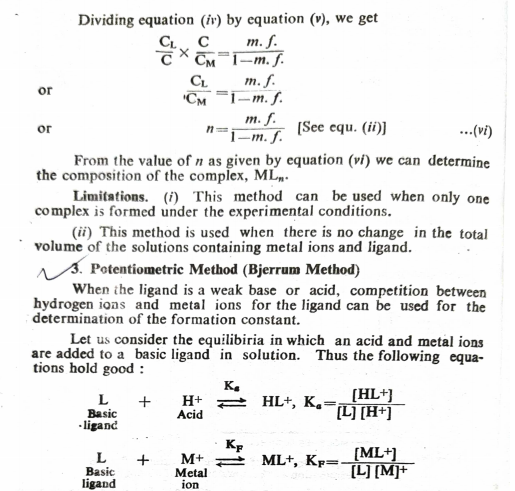 Dividing equation (iv) by equation (v), we get
C_L/C × C/C_M = m. f./1−m. f.
or C_L/C_M = m. f./1−m. f.
or n = m. f./1−m. f. [See equ. (ii)] ...(vi)
From the value of n as given by equation (vi) we can determine
the composition of the complex, MLₙ.
Limitations. (i) This method can be used when only one
complex is formed under the experimental conditions.
(ii) This method is used when there is no change in the total
volume of the solutions containing metal ions and ligand.
3. Potentiometric Method (Bjerrum Method)
When the ligand is a weak base or acid, competition between
hydrogen ions and metal ions for the ligand can be used for the
determination of the formation constant.
Let us consider the equilibria in which an acid and metal ions
are added to a basic ligand in solution. Thus the following equa-
tions hold good :
L + H+ ⇌ HL+, Kₐ = [HL+]/[L] [H+]
Kₐ
Basic Acid
ligand
L + M+ ⇌ ML+, K_F = [ML+]/[L] [M]+
K_F
Basic Metal
ligand ion